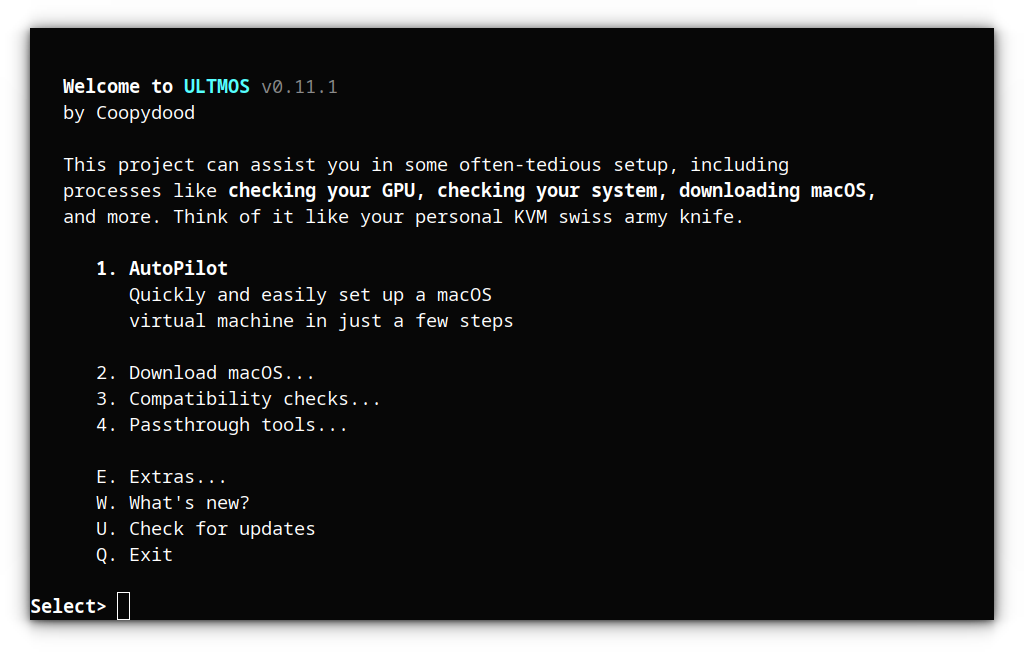 Welcome to ULTMOS v0.11.1
by Coopydood
This project can assist you in some often-tedious setup, including
processes like checking your GPU, checking your system, downloading macOS,
and more. Think of it like your personal KVM swiss army knife.
1. AutoPilot
Quickly and easily set up a macOS
virtual machine in just a few steps
2. Download macOS...
3. Compatibility checks...
4. Passthrough tools...
E. Extras...
W. What's new?
U. Check for updates
Q. Exit
Select>